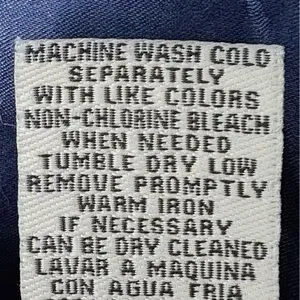 MACHINE WASH COLD
SEPARATELY
WITH LIKE COLORS
NON-CHLORINE BLEACH
WHEN NEEDED
TUMBLE DRY LOW
REMOVE PROMPTLY
WARM IRON
IF NECESSARY
CAN BE DRY CLEANED
LAVAR A MAQUINA
CON AGUA FRIA